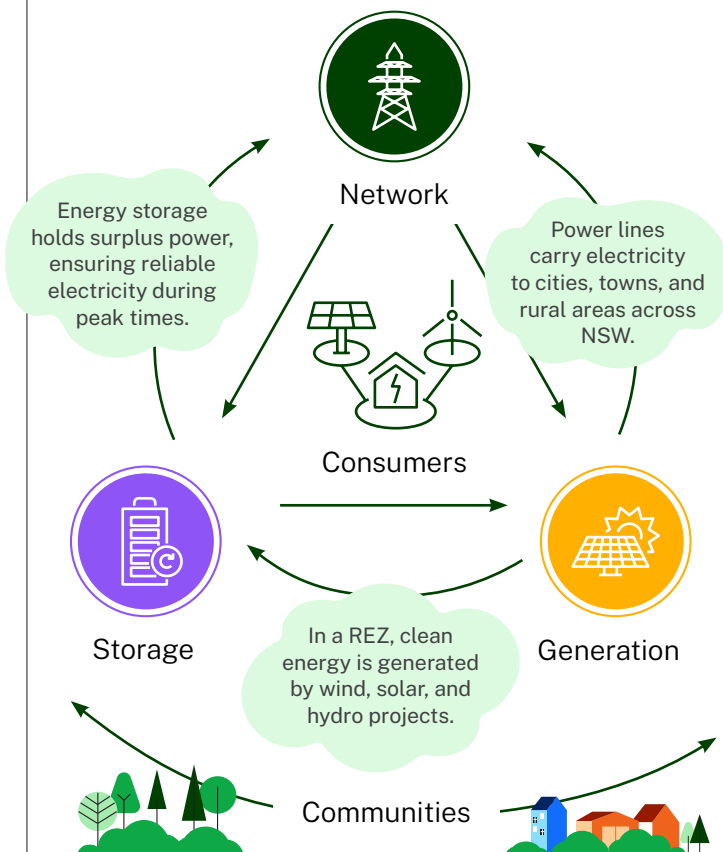 Network
Energy storage
holds surplus power,
ensuring reliable
electricity during
peak times.
Power lines
carry electricity
to cities, towns, and
rural areas across
NSW.
Consumers
Storage
Generation
In a REZ, clean
energy is generated
by wind, solar, and
hydro projects.
Communities